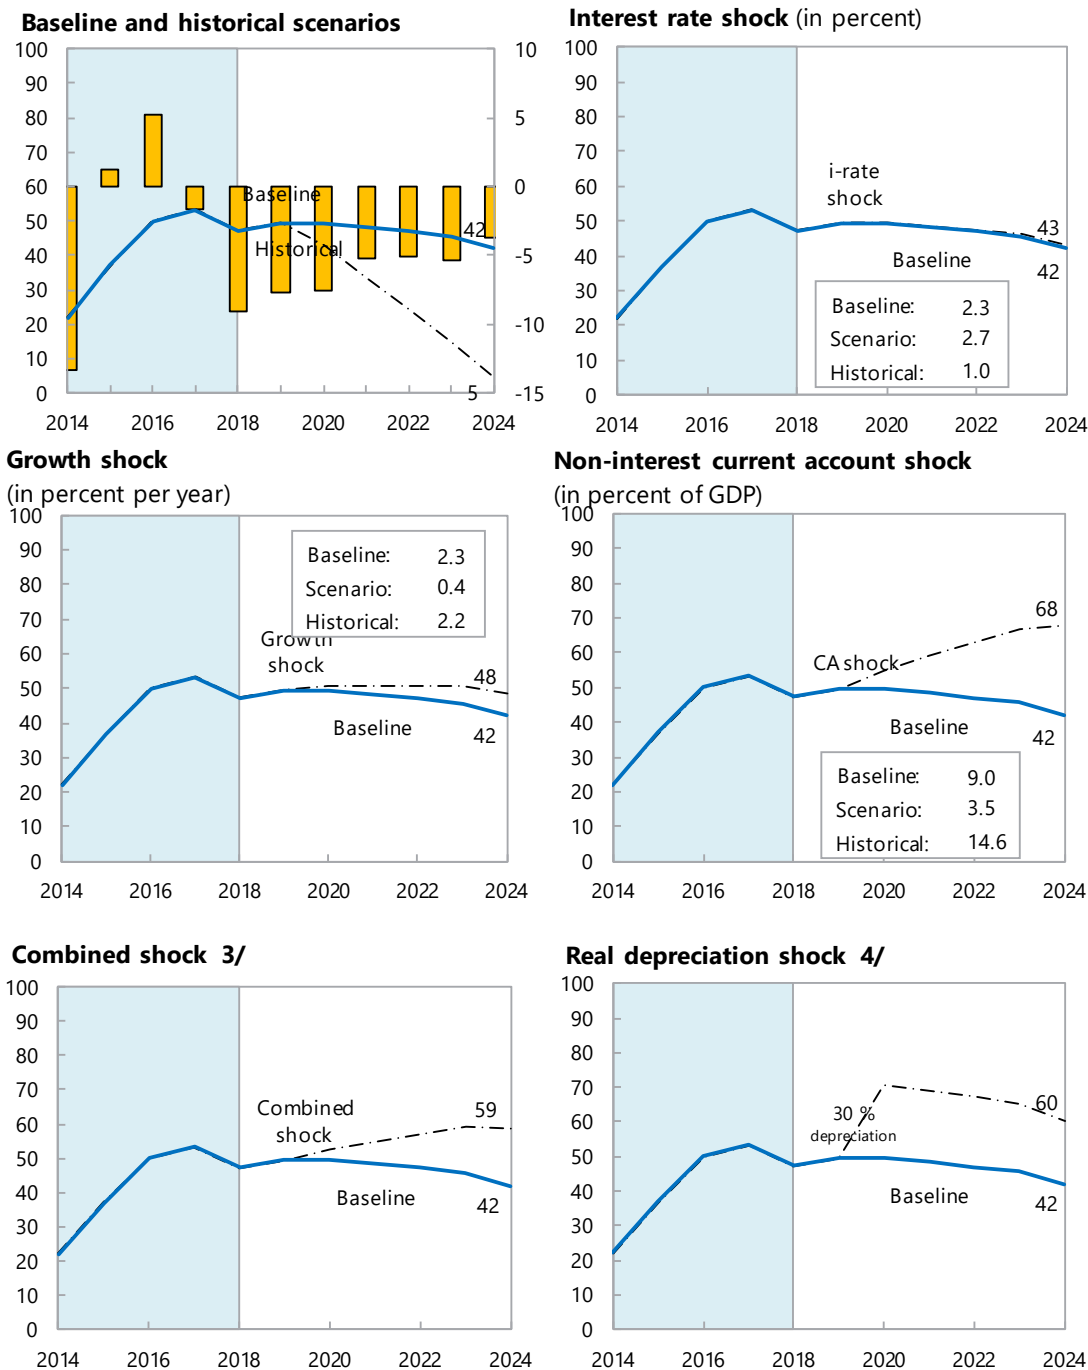 Baseline and historical scenarios
100
90
80
70
60
50
40
30
20
10
0
10
5
0
-5
-10
-15
Baseline
Historical
42
5
2014 2016 2018 2020 2022 2024
Interest rate shock (in percent)
100
90
80
70
60
50
40
30
20
10
0
i-rate
shock
43
Baseline
42
Baseline: 2.3
Scenario: 2.7
Historical: 1.0
2014 2016 2018 2020 2022 2024
Growth shock
(in percent per year)
100
90
80
70
60
50
40
30
20
10
0
Baseline: 2.3
Scenario: 0.4
Historical: 2.2
Growth
shock
48
Baseline
42
2014 2016 2018 2020 2022 2024
Non-interest current account shock
(in percent of GDP)
100
90
80
70
60
50
40
30
20
10
0
68
CA shock
Baseline
42
Baseline: 9.0
Scenario: 3.5
Historical: 14.6
2014 2016 2018 2020 2022 2024
Combined shock 3/
100
90
80
70
60
50
40
30
20
10
0
Combined
shock
59
Baseline
42
2014 2016 2018 2020 2022 2024
Real depreciation shock 4/
100
90
80
70
60
50
40
30
20
10
0
30 %
depreciation
60
Baseline
42
2014 2016 2018 2020 2022 2024